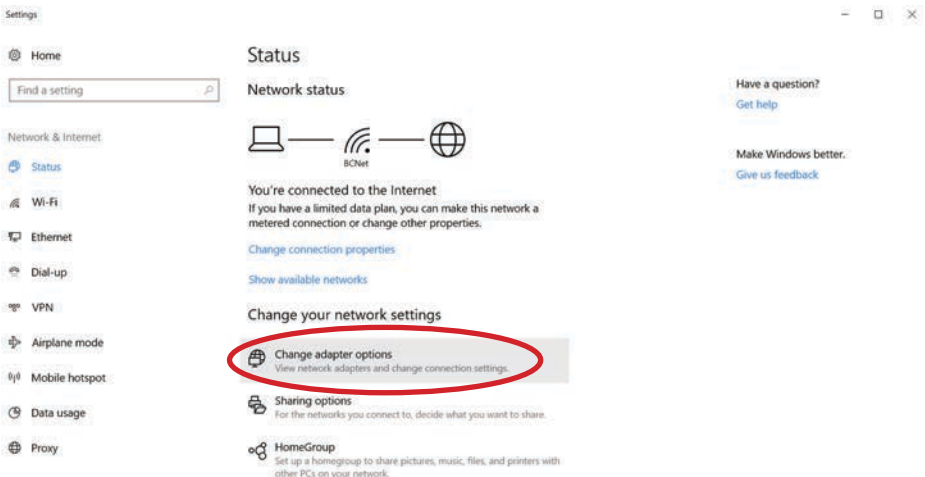 Settings
Home
Find a setting
Network & Internet
Status
Wi-Fi
Ethernet
Dial-up
VPN
Airplane mode
Mobile hotspot
Data usage
Proxy
Status
Network status
BCNet
You're connected to the Internet
If you have a limited data plan, you can make this network a
metered connection or change other properties.
Change connection properties
Show available networks
Change your network settings
Change adapter options
View network adapters and change connection settings.
Sharing options
For the networks you connect to, decide what you want to share.
HomeGroup
Set up a homegroup to share pictures, music, files, and printers with
other PCs on your network.
Have a question?
Get help
Make Windows better.
Give us feedback